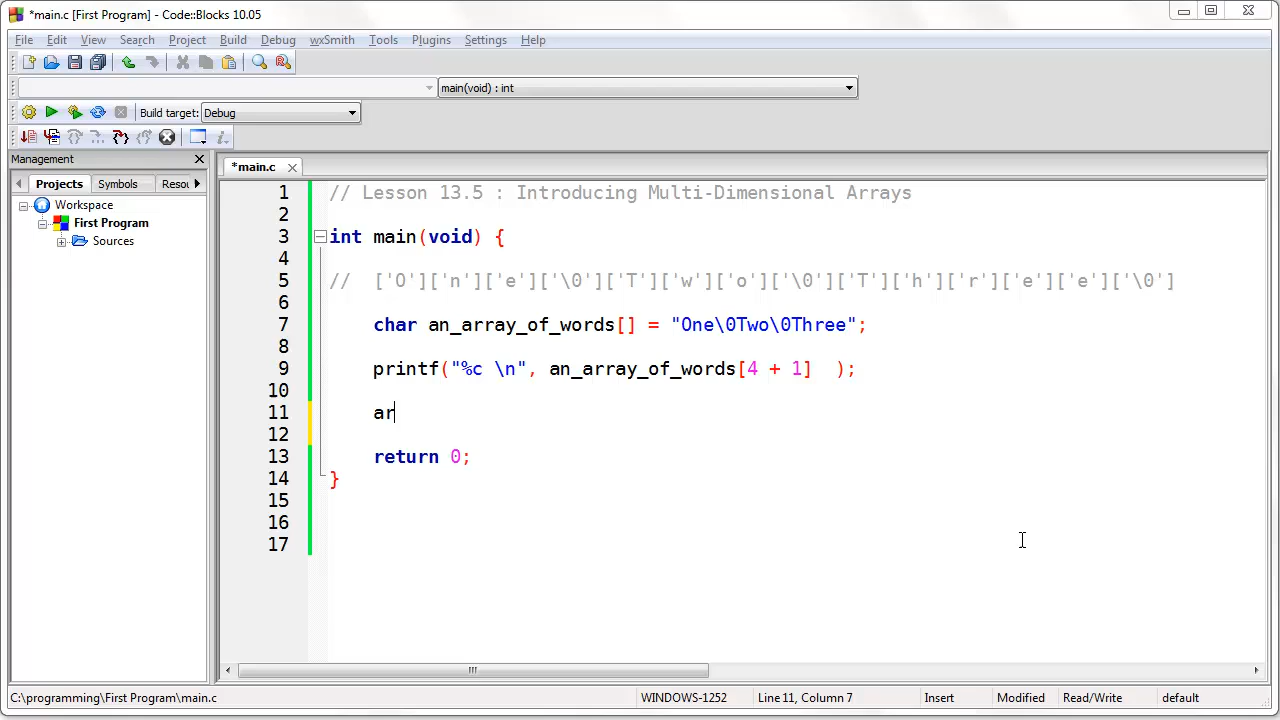 *main.c [First Program] - Code::Blocks 10.05
File Edit View Search Project Build Debug wxSmith Tools Plugins Settings Help
main(void) : int
Build target: Debug
Management
*main.c
Projects Symbols Resou
Workspace
First Program
Sources
1 // Lesson 13.5 : Introducing Multi-Dimensional Arrays
2
3 int main(void) {
4
5 // ['O']['n']['e']['\0']['T']['w']['o']['\0']['T']['h']['r']['e']['e']['\0']
6
7 char an_array_of_words[] = "One\0Two\0Three";
8
9 printf("%c \n", an_array_of_words[4 + 1] );
10
11 ar
12
13 return 0;
14 }
15
16
17
C:\programming\First Program\main.c WINDOWS-1252 Line 11, Column 7 Insert Modified Read/Write default